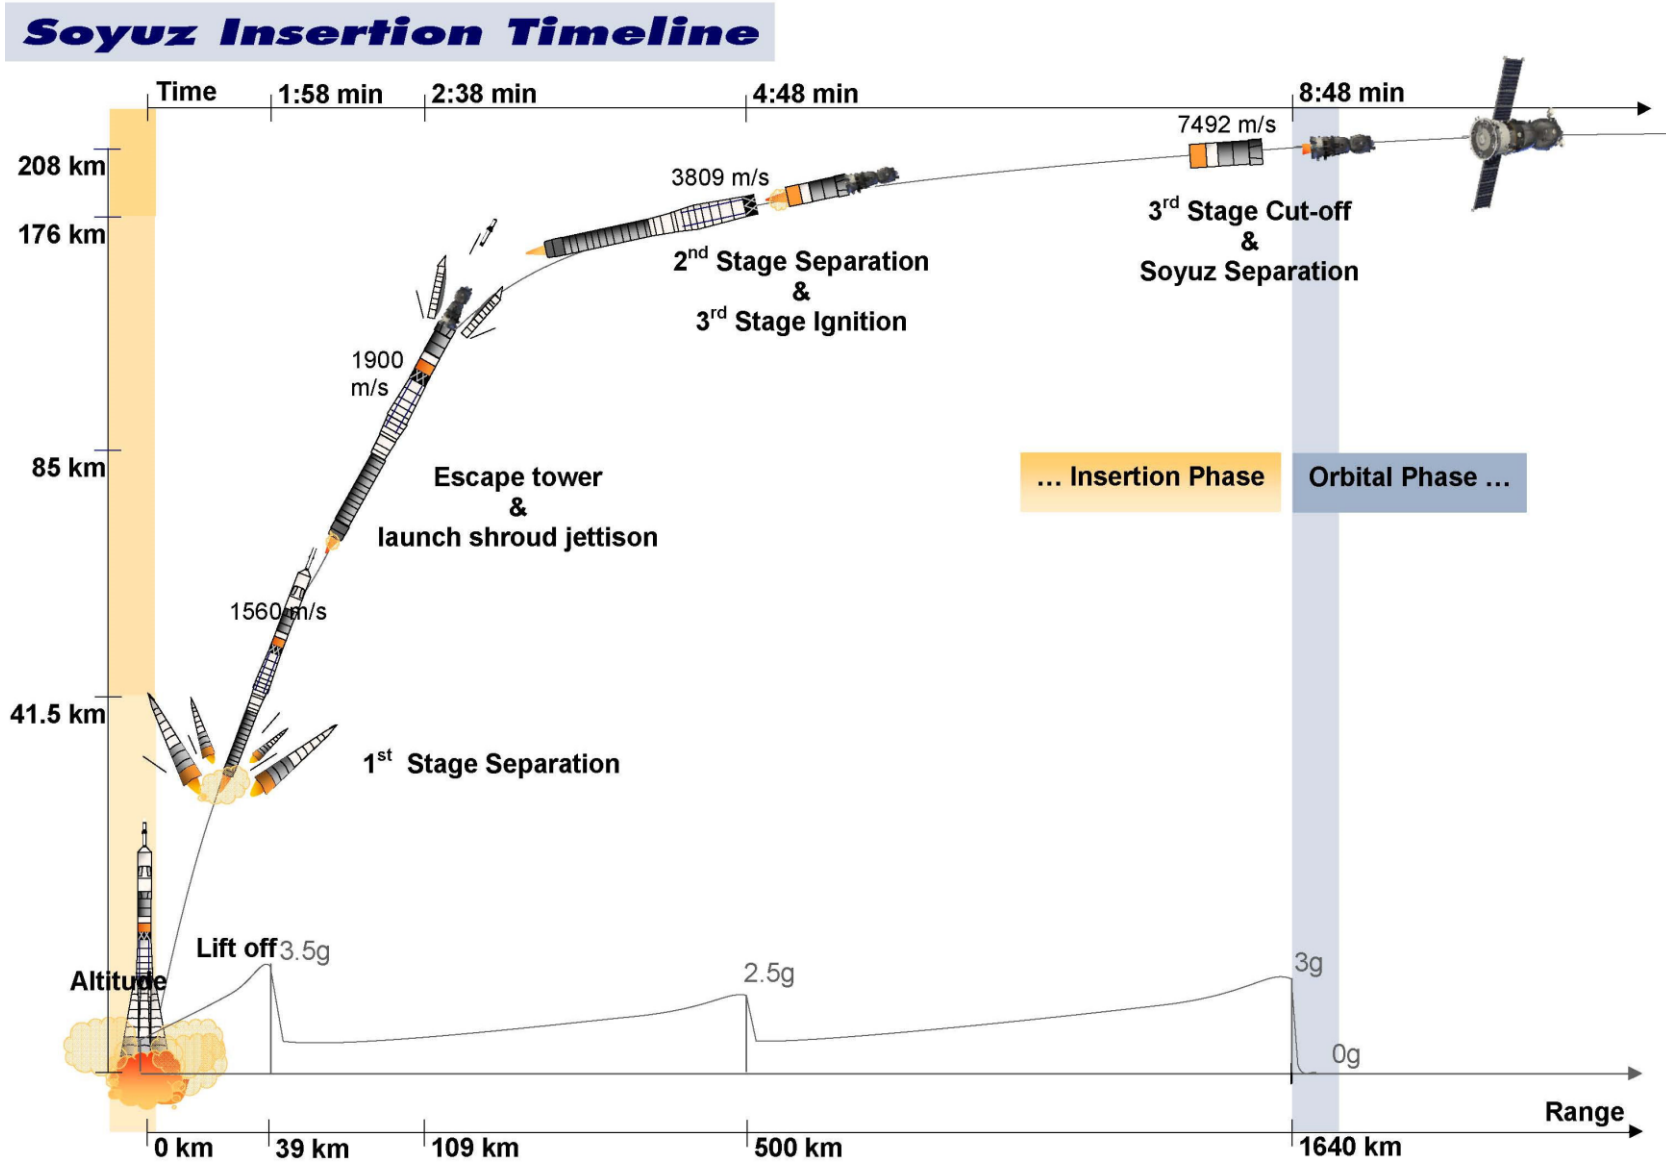 Soyuz Insertion Timeline
Time
1:58 min
2:38 min
4:48 min
8:48 min
208 km
176 km
85 km
41.5 km
Altitude
7492 m/s
3rd Stage Cut-off
&
Soyuz Separation
3809 m/s
2nd Stage Separation
&
3rd Stage Ignition
1900
m/s
Escape tower
&
launch shroud jettison
... Insertion Phase
Orbital Phase ...
1560 m/s
1st Stage Separation
Lift off
3.5g
2.5g
3g
0g
Range
0 km
39 km
109 km
500 km
1640 km